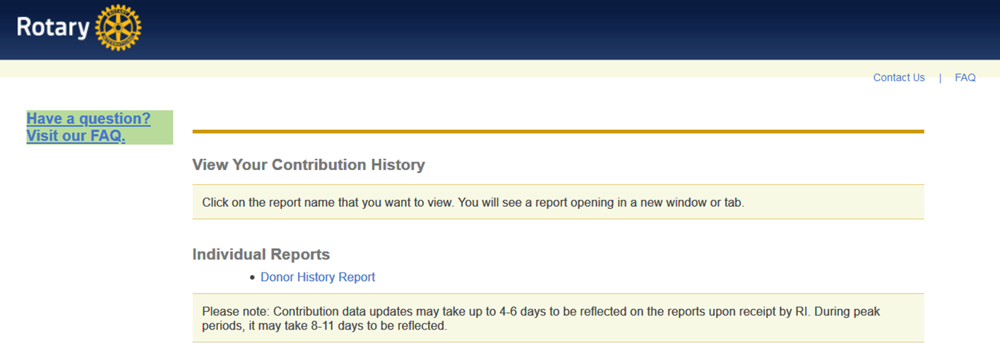 Rotary
Contact Us | FAQ
Have a question?
Visit our FAQ.
View Your Contribution History
Click on the report name that you want to view. You will see a report opening in a new window or tab.
Individual Reports
• Donor History Report
Please note: Contribution data updates may take up to 4-6 days to be reflected on the reports upon receipt by RI. During peak
periods, it may take 8-11 days to be reflected.